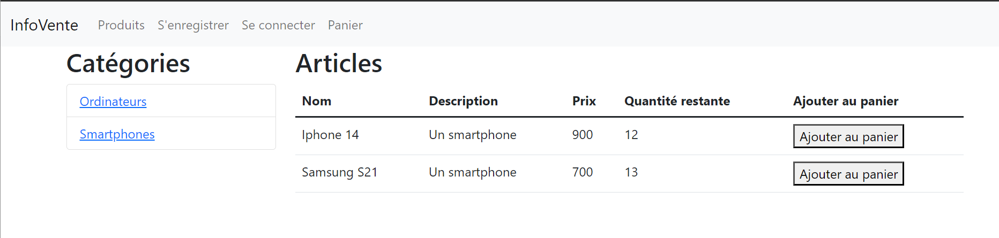 InfoVente Produits S'enregistrer Se connecter Panier
Catégories
Ordinateurs
Smartphones
Articles
Nom Description Prix Quantité restante Ajouter au panier
Iphone 14 Un smartphone 900 12 Ajouter au panier
Samsung S21 Un smartphone 700 13 Ajouter au panier